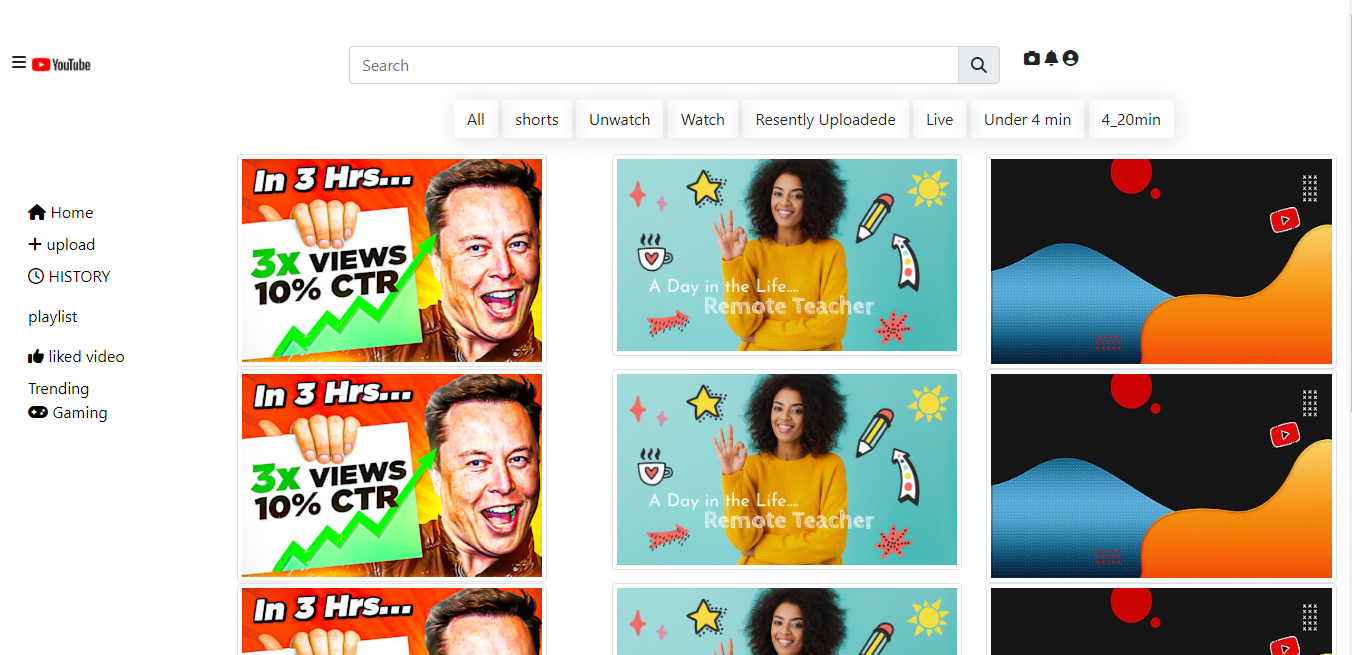 YouTube
Search
All shorts Unwatch Watch Resently Uploadede Live Under 4 min 4_20min
Home
upload
HISTORY
playlist
liked video
Trending
Gaming
In 3 Hrs...
3X VIEWS
10% CTR
A Day in the Life....
Remote Teacher
In 3 Hrs...
3X VIEWS
10% CTR
A Day in the Life....
Remote Teacher
In 3 Hrs...